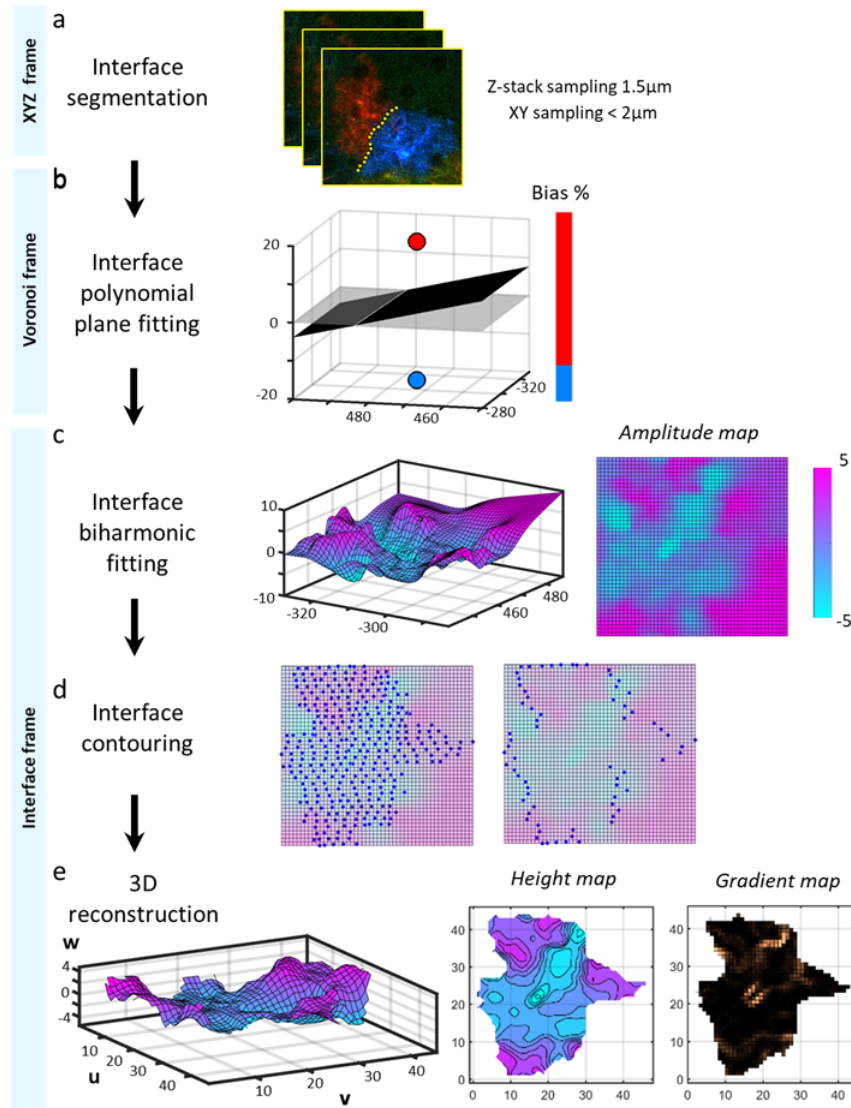 a
XYZ frame
Interface
segmentation
Z-stack sampling 1.5µm
XY sampling < 2µm
b
Voronoi frame
Interface
polynomial
plane fitting
Bias %
20
0
-20
480
460
-280
-320
c
Interface frame
Interface
biharmonic
fitting
Amplitude map
10
0
-10
-320
-300
460
480
5
-5
d
Interface
contouring
e
3D
reconstruction
w
4
2
0
-2
-4
10
20
30
40
u
10
20
30
40
v
Height map
40
30
20
10
0
0
10
20
30
40
Gradient map
40
30
20
10
0
0
10
20
30
40